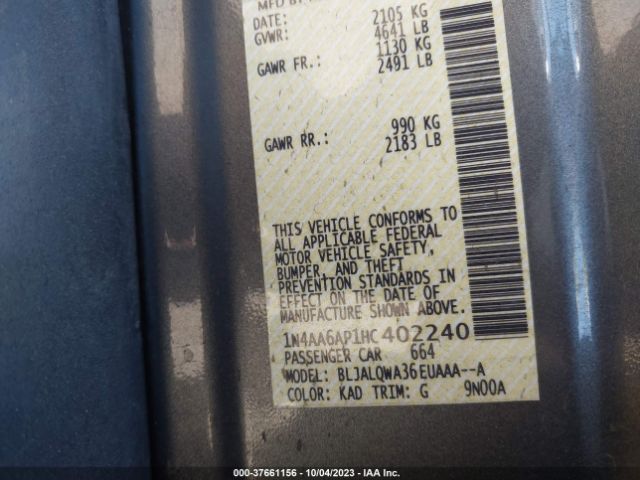 MFD BY
DATE: 2105 KG
GVWR: 4641 LB
1130 KG
GAWR FR.: 2491 LB
990 KG
GAWR RR.: 2183 LB
THIS VEHICLE CONFORMS TO
ALL APPLICABLE FEDERAL
MOTOR VEHICLE SAFETY,
BUMPER, AND THEFT
PREVENTION STANDARDS IN
EFFECT ON THE DATE OF
MANUFACTURE SHOWN ABOVE.
1N4AA6AP1HC402240
PASSENGER CAR 664
MODEL: BLJALQWA36EUAAA--A
COLOR: KAD TRIM: G 9N00A
000-37661156 - 10/04/2023 - IAA Inc.